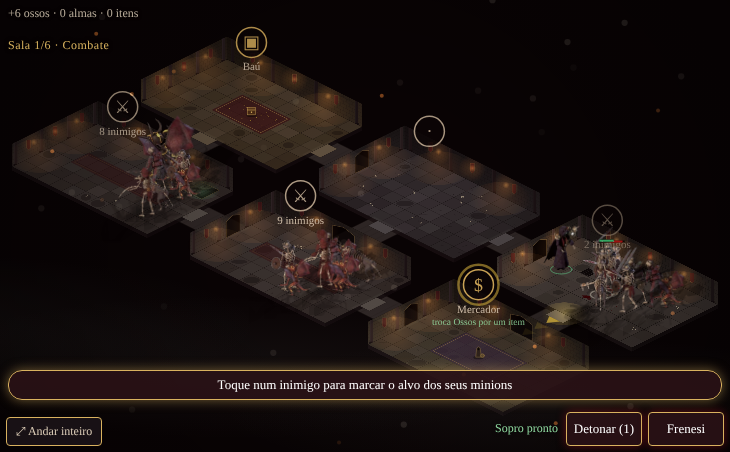 +6 ossos · 0 almas · 0 itens
Sala 1/6 · Combate
Baú
8 inimigos
9 inimigos
2 inimigos
$
Mercador
troca Ossos por um item
Toque num inimigo para marcar o alvo dos seus minions
Andar inteiro
Sopro pronto
Detonar (1)
Frenesi